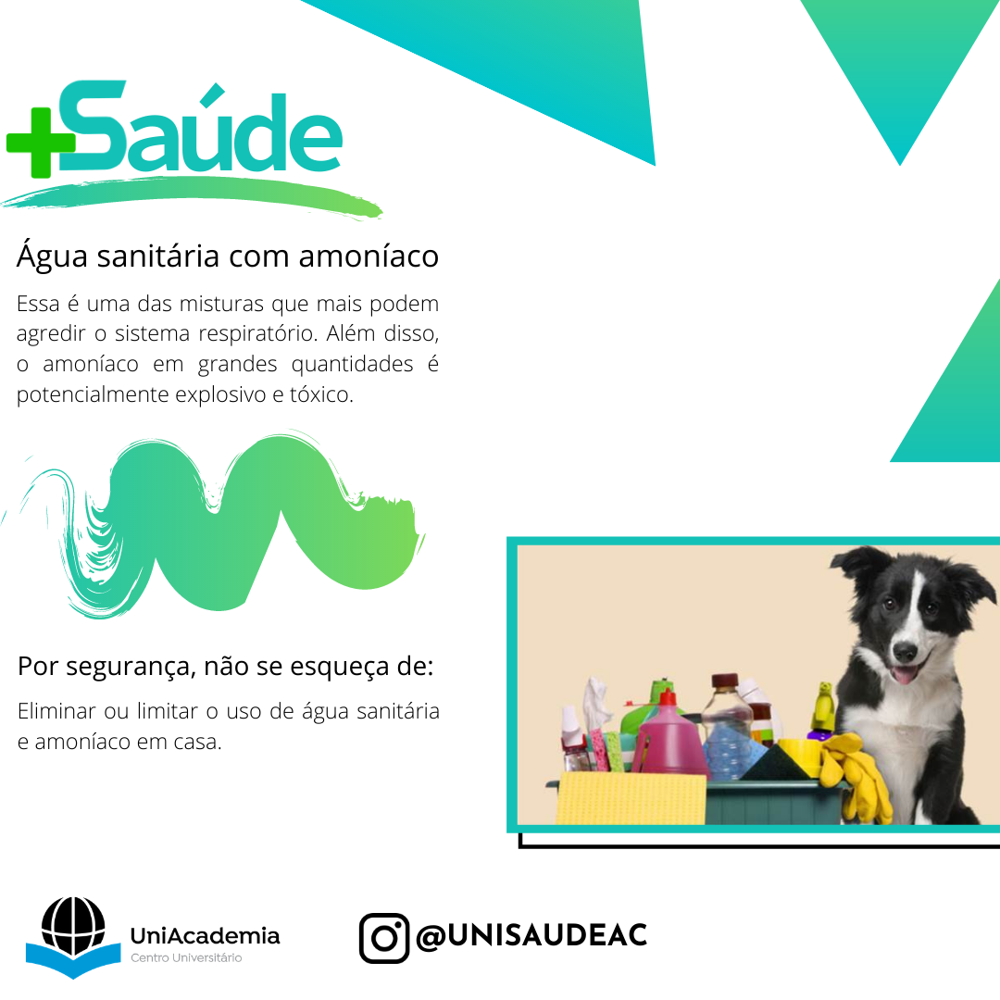 +Saúde
Água sanitária com amoníaco
Essa é uma das misturas que mais podem
agredir o sistema respiratório. Além disso,
o amoníaco em grandes quantidades é
potencialmente explosivo e tóxico.
Por segurança, não se esqueça de:
Eliminar ou limitar o uso de água sanitária
e amoníaco em casa.
UniAcademia
Centro Universitário
@UNISAUDEAC